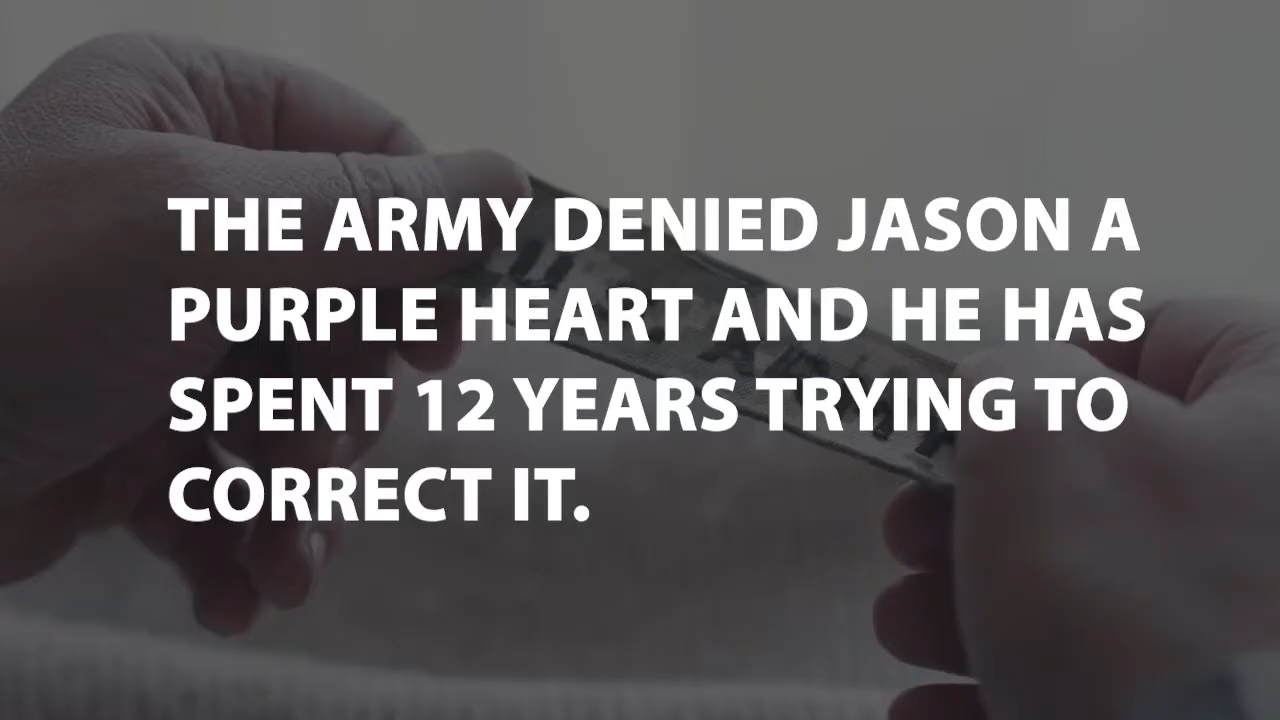 THE ARMY DENIED JASON A
PURPLE HEART AND HE HAS
SPENT 12 YEARS TRYING TO
CORRECT IT.